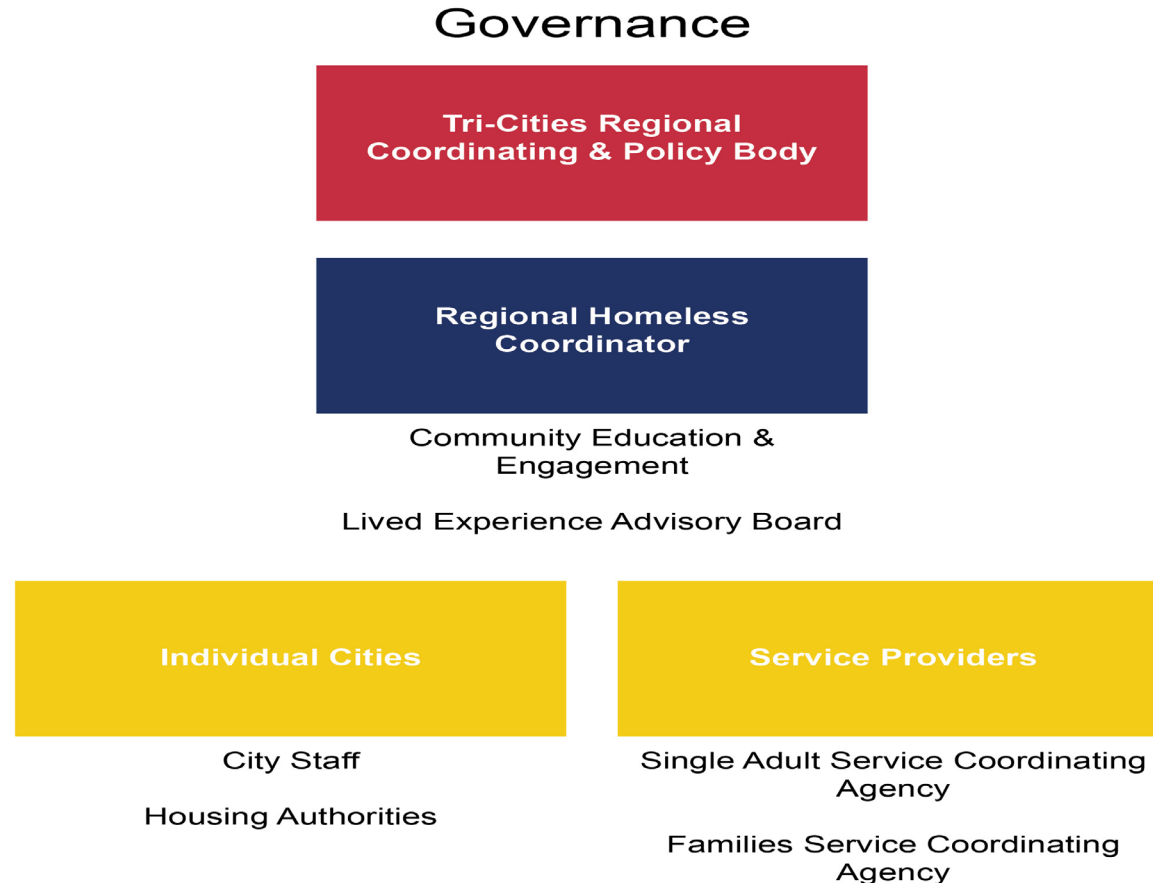 Governance
Tri-Cities Regional
Coordinating & Policy Body
Regional Homeless
Coordinator
Community Education &
Engagement
Lived Experience Advisory Board
Individual Cities
City Staff
Housing Authorities
Service Providers
Single Adult Service Coordinating
Agency
Families Service Coordinating
Agency